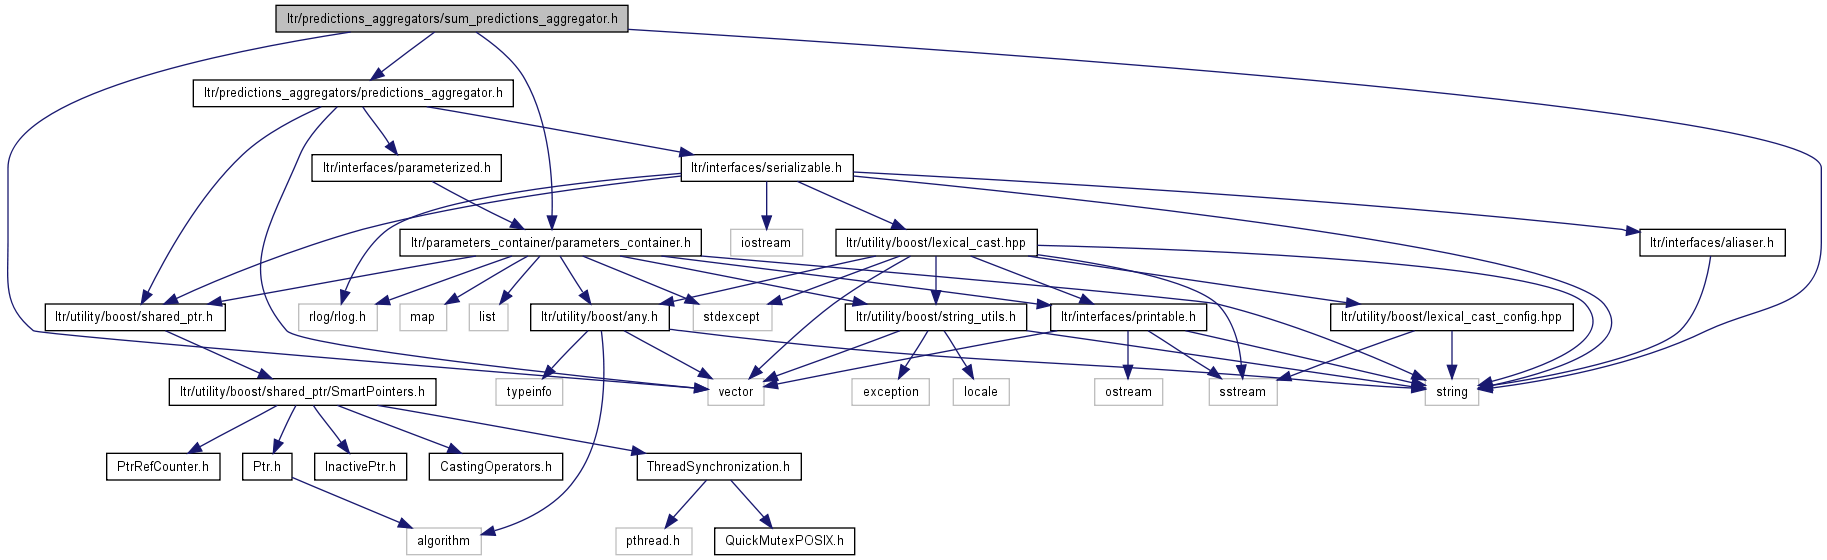 ltr/predictions_aggregators/sum_predictions_aggregator.h
ltr/predictions_aggregators/predictions_aggregator.h
ltr/interfaces/parameterized.h
ltr/interfaces/serializable.h
ltr/parameters_container/parameters_container.h
iostream
ltr/utility/boost/lexical_cast.hpp
ltr/interfaces/aliaser.h
ltr/utility/boost/shared_ptr.h
rlog/rlog.h
map
list
ltr/utility/boost/any.h
stdexcept
ltr/utility/boost/string_utils.h
ltr/interfaces/printable.h
ltr/utility/boost/lexical_cast_config.hpp
ltr/utility/boost/shared_ptr/SmartPointers.h
typeinfo
vector
exception
locale
ostream
sstream
string
PtrRefCounter.h
Ptr.h
InactivePtr.h
CastingOperators.h
ThreadSynchronization.h
algorithm
pthread.h
QuickMutexPOSIX.h